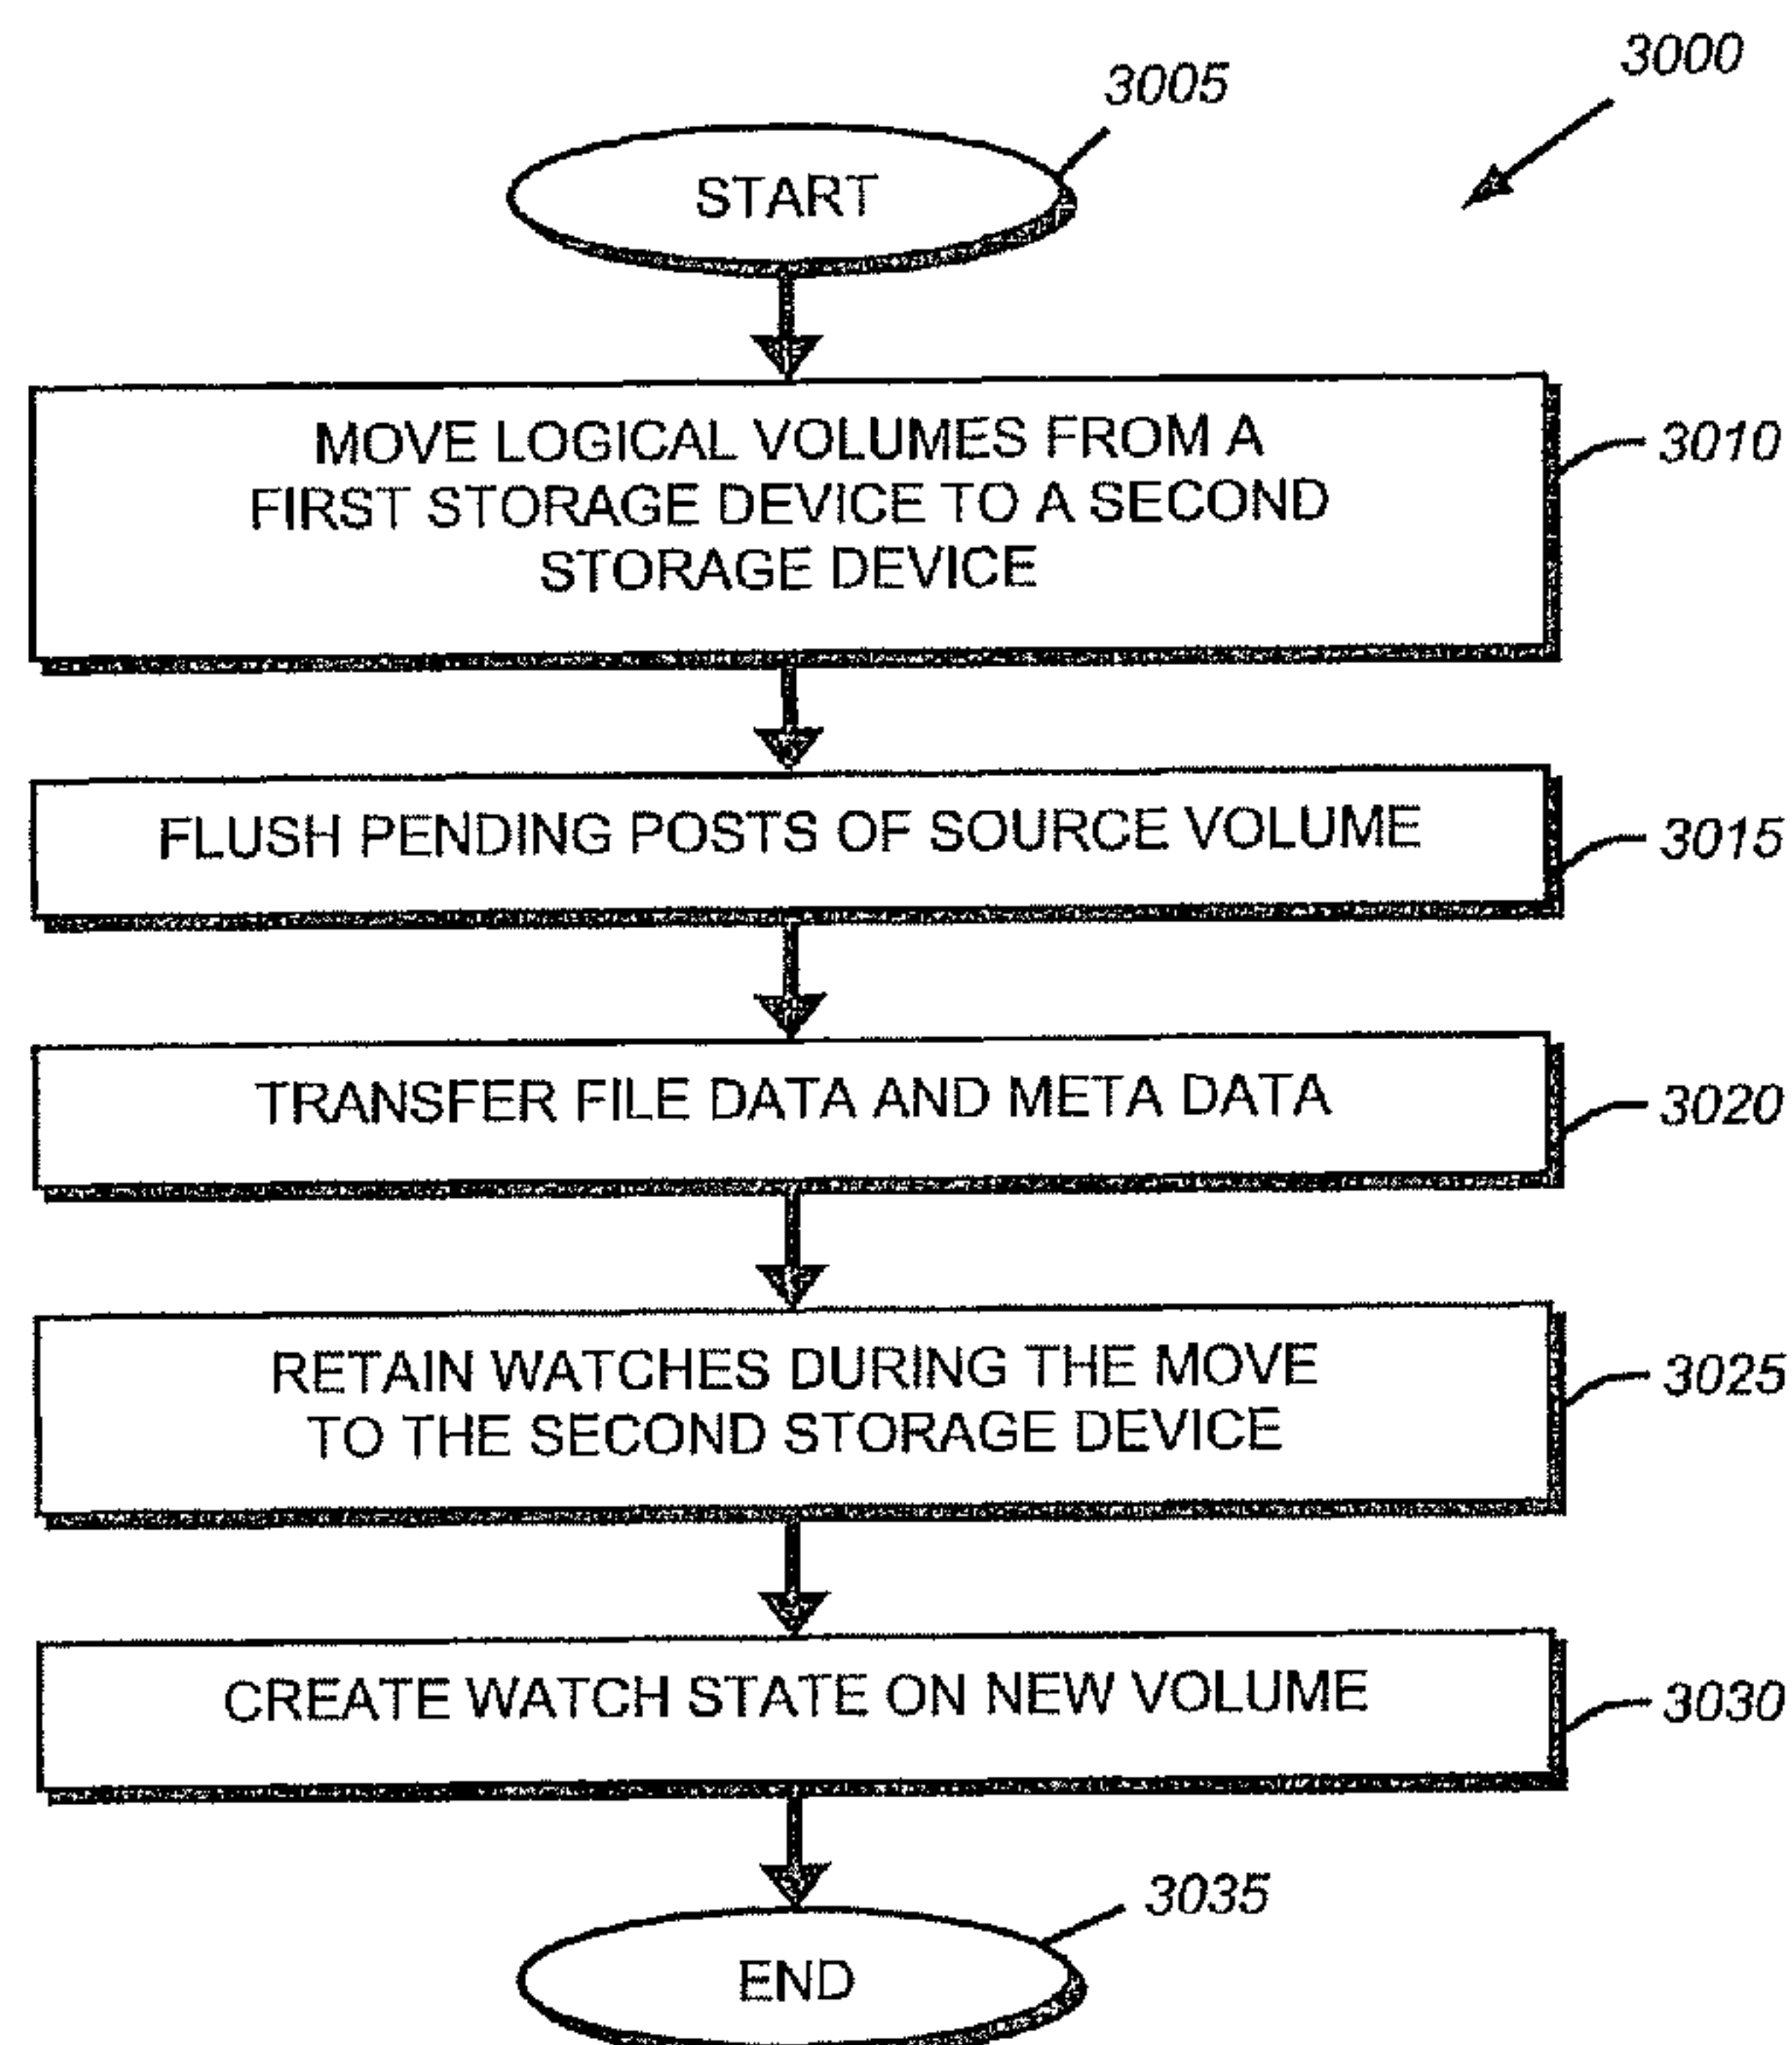 3000
3005
START
MOVE LOGICAL VOLUMES FROM A
FIRST STORAGE DEVICE TO A SECOND
STORAGE DEVICE
3010
FLUSH PENDING POSTS OF SOURCE VOLUME
3015
TRANSFER FILE DATA AND META DATA
3020
RETAIN WATCHES DURING THE MOVE
TO THE SECOND STORAGE DEVICE
3025
CREATE WATCH STATE ON NEW VOLUME
3030
3035
END